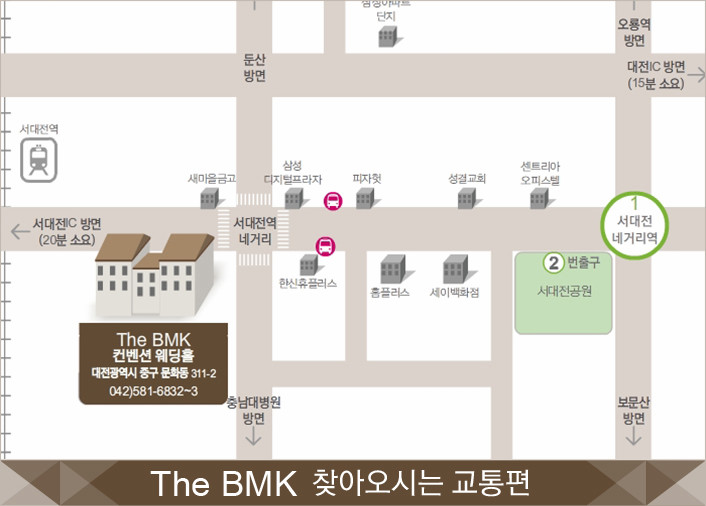 삼성아파트
단지
오룡역
방면
둔산
방면
대전IC 방면
(15분 소요)
서대전역
새마을금고
삼성
디지털프라자
피자헛
성결교회
센트리아
오피스텔
1
서대전
네거리역
서대전IC 방면
(20분 소요)
서대전역
네거리
2 번출구
서대전공원
한신휴플러스
홈플러스
세이백화점
The BMK
컨벤션 웨딩홀
대전광역시 중구 문화동 311-2
042)581-6832~3
충남대병원
방면
보문산
방면
The BMK 찾아오시는 교통편